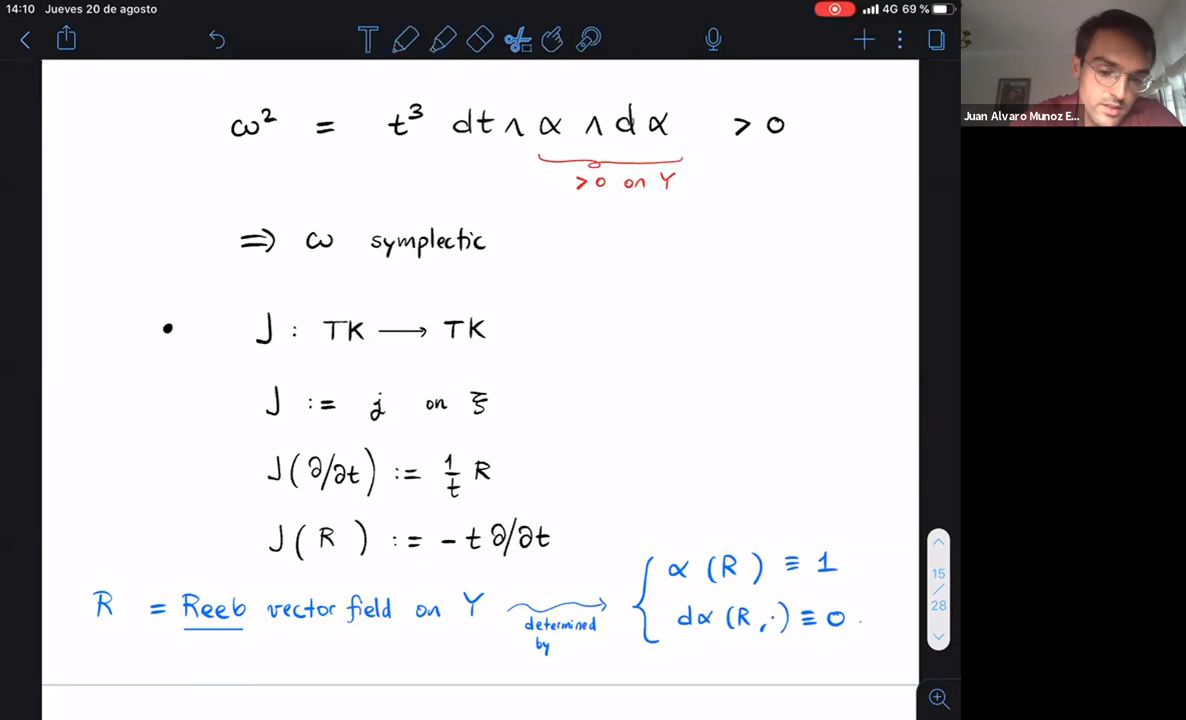 14:10 Jueves 20 de agosto 4G 69 %
Juan Alvaro Munoz E...
ω² = t³ dt ∧ α ∧ dα > 0
> 0 on Y
⇒ ω symplectic
• J : TK ⟶ TK
J := j on ξ
J(∂/∂t) := 1/t R
J( R ) := - t ∂/∂t
R = Reeb vector field on Y determined by { α (R) ≡ 1
dα (R, ·) ≡ 0 .
15 / 28